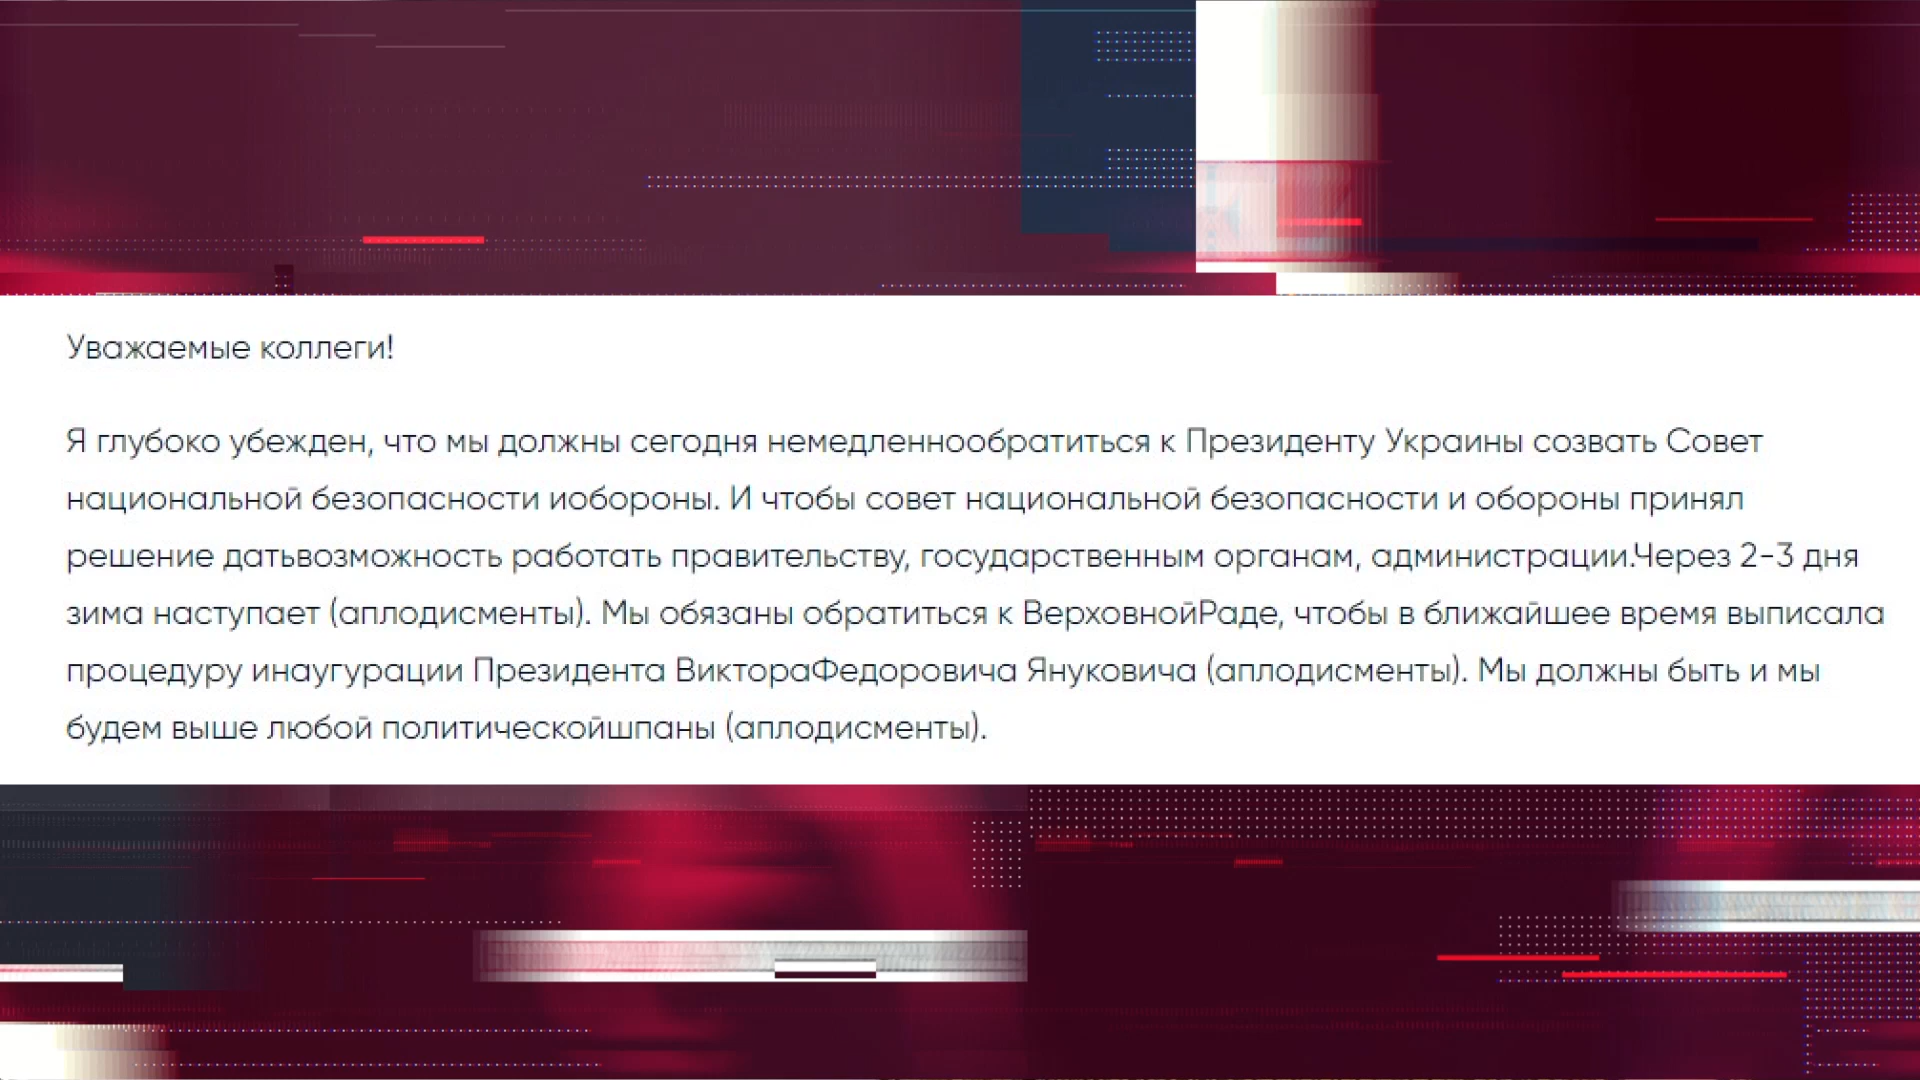 Уважаемые коллеги!
Я глубоко убежден, что мы должны сегодня немедленнообратиться к Президенту Украины созвать Совет
национальной безопасности иобороны. И чтобы совет национальной безопасности и обороны принял
решение датьвозможность работать правительству, государственным органам, администрации.Через 2-3 дня
зима наступает (аплодисменты). Мы обязаны обратиться к ВерховнойРаде, чтобы в ближайшее время выписала
процедуру инаугурации Президента ВиктораФедоровича Януковича (аплодисменты). Мы должны быть и мы
будем выше любой политическойшпаны (аплодисменты).